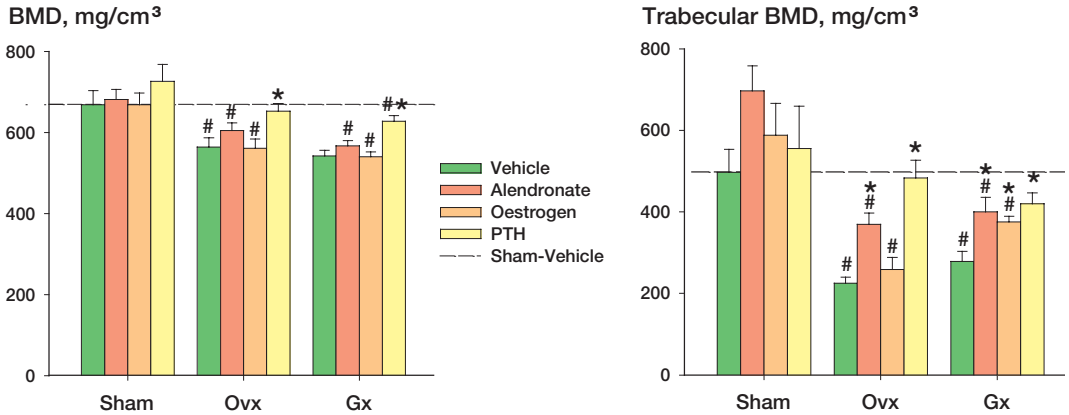 BMD, mg/cm³
800
600
400
200
0
# # # * # # #*
Sham Ovx Gx
Vehicle
Alendronate
Oestrogen
PTH
Sham-Vehicle
Trabecular BMD, mg/cm³
800
600
400
200
0
* * * *
# # # # # #
Sham Ovx Gx